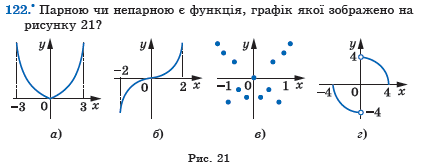 122.• Парною чи непарною є функція, графік якої зображено на
рисунку 21?
y y y y
4
−2
−3 0 3 x 0 2 x −1 0 1 x −4 0 4 x
−4
а) б) в) г)
Рис. 21